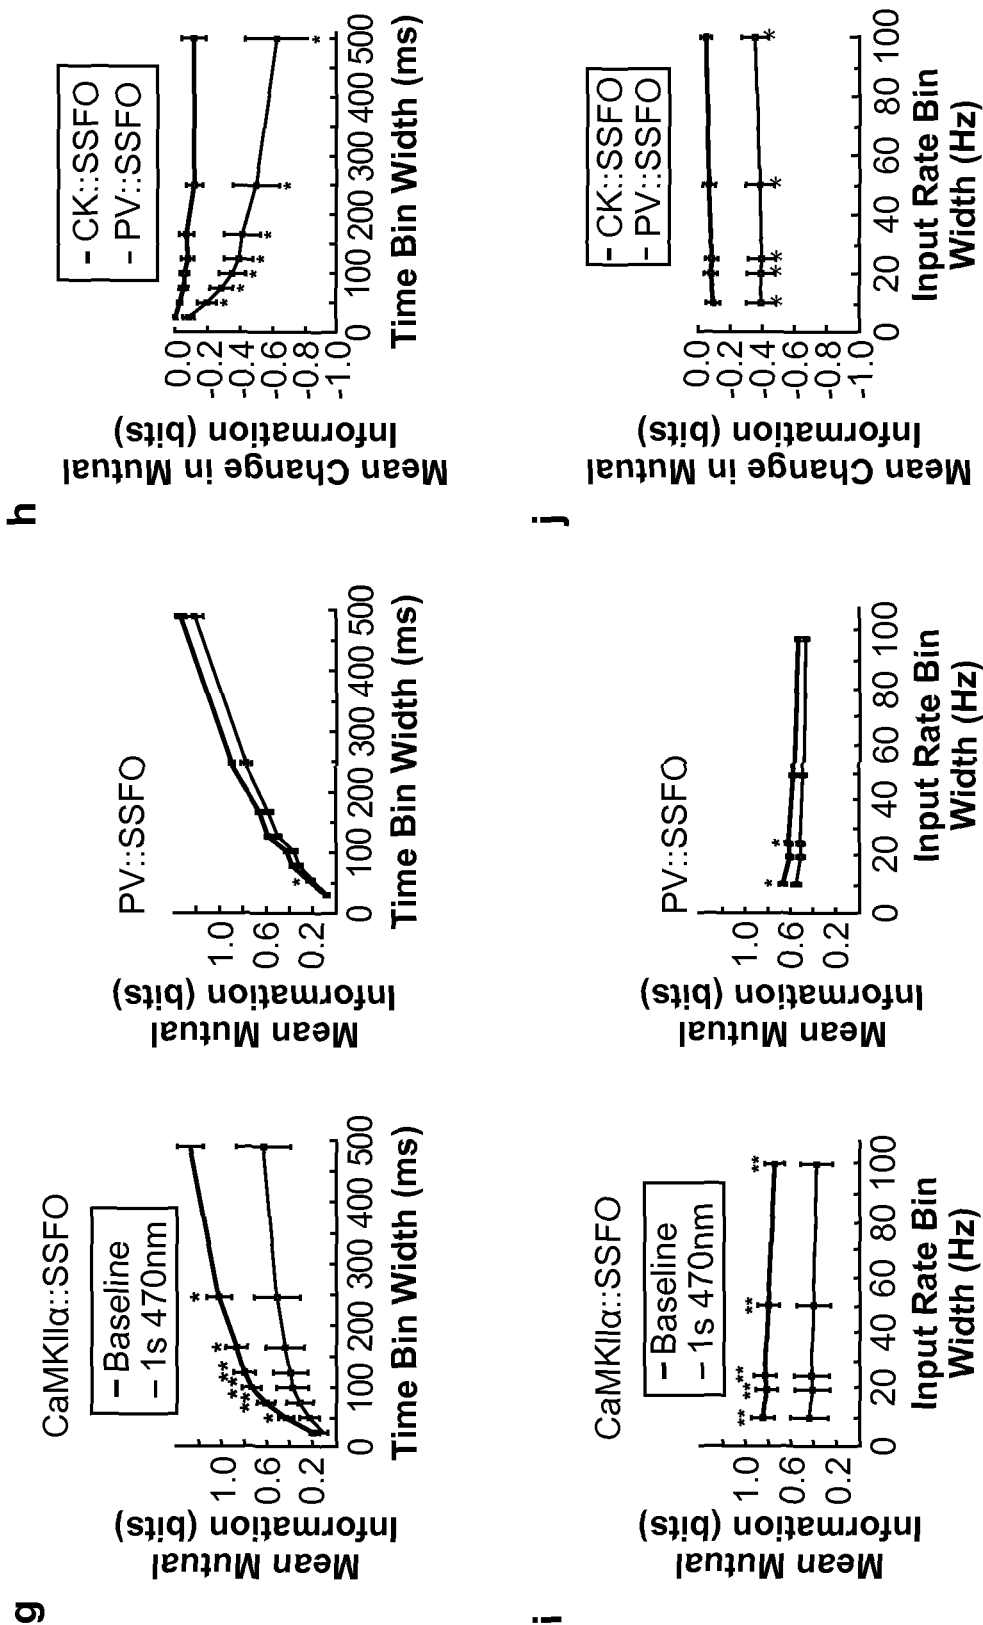 g
CaMKIIα::SSFO
Baseline
1s 470nm
Mean Mutual
Information (bits)
1.0
0.6
0.2
* ** ** ** * *
0 100 200 300 400 500
Time Bin Width (ms)
PV::SSFO
Mean Mutual
Information (bits)
1.0
0.6
0.2
*
0 100 200 300 400 500
Time Bin Width (ms)
h
CK::SSFO
PV::SSFO
Mean Change in Mutual
Information (bits)
0.0
-0.2
-0.4
-0.6
-0.8
-1.0
* * * * * * *
0 100 200 300 400 500
Time Bin Width (ms)
i
CaMKIIα::SSFO
Baseline
1s 470nm
Mean Mutual
Information (bits)
1.0
0.6
0.2
** ** ** ** **
0 20 40 60 80 100
Input Rate Bin
Width (Hz)
PV::SSFO
Mean Mutual
Information (bits)
1.0
0.6
0.2
* *
0 20 40 60 80 100
Input Rate Bin
Width (Hz)
j
CK::SSFO
PV::SSFO
Mean Change in Mutual
Information (bits)
0.0
-0.2
-0.4
-0.6
-0.8
-1.0
* * * * *
0 20 40 60 80 100
Input Rate Bin
Width (Hz)